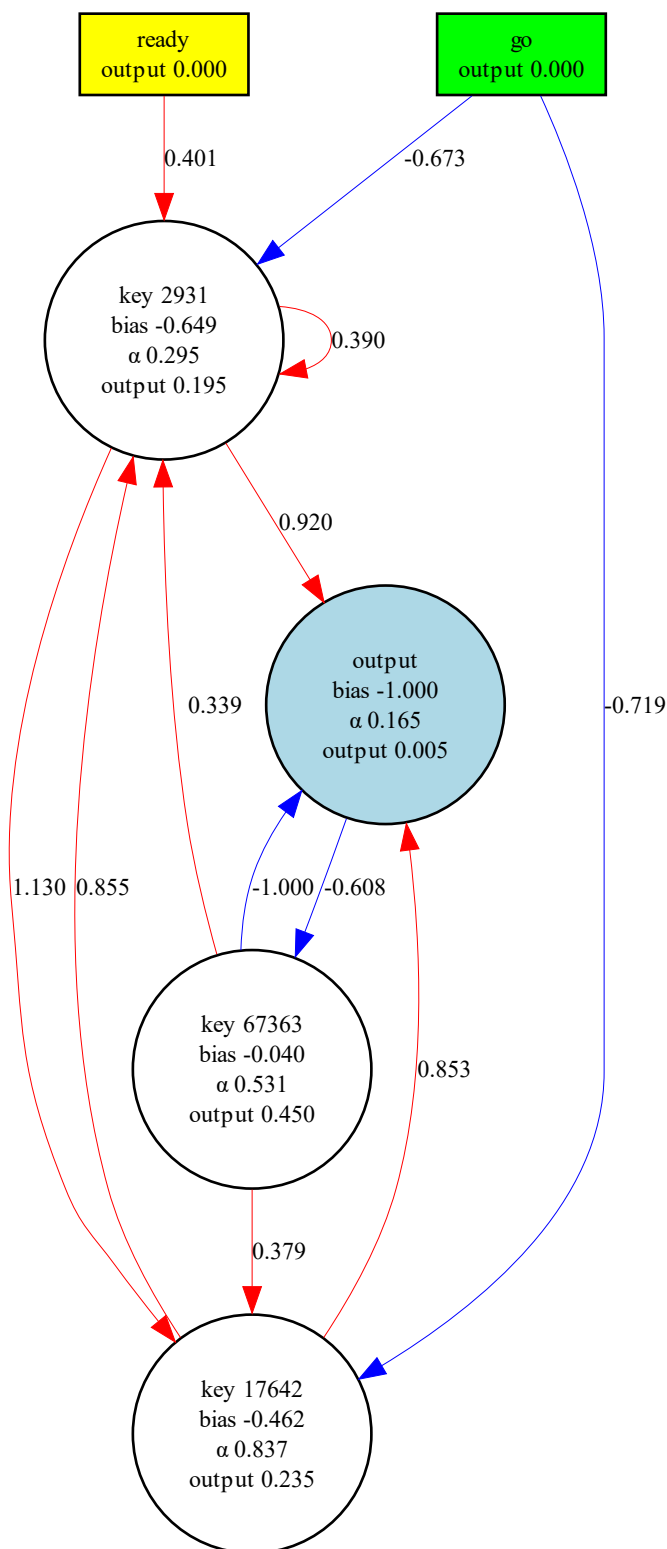 ready
output 0.000
go
output 0.000
0.401
-0.673
key 2931
bias -0.649
α 0.295
output 0.195
0.390
0.920
output
bias -1.000
α 0.165
output 0.005
0.339
-0.719
1.130
0.855
-1.000
-0.608
key 67363
bias -0.040
α 0.531
output 0.450
0.853
0.379
key 17642
bias -0.462
α 0.837
output 0.235